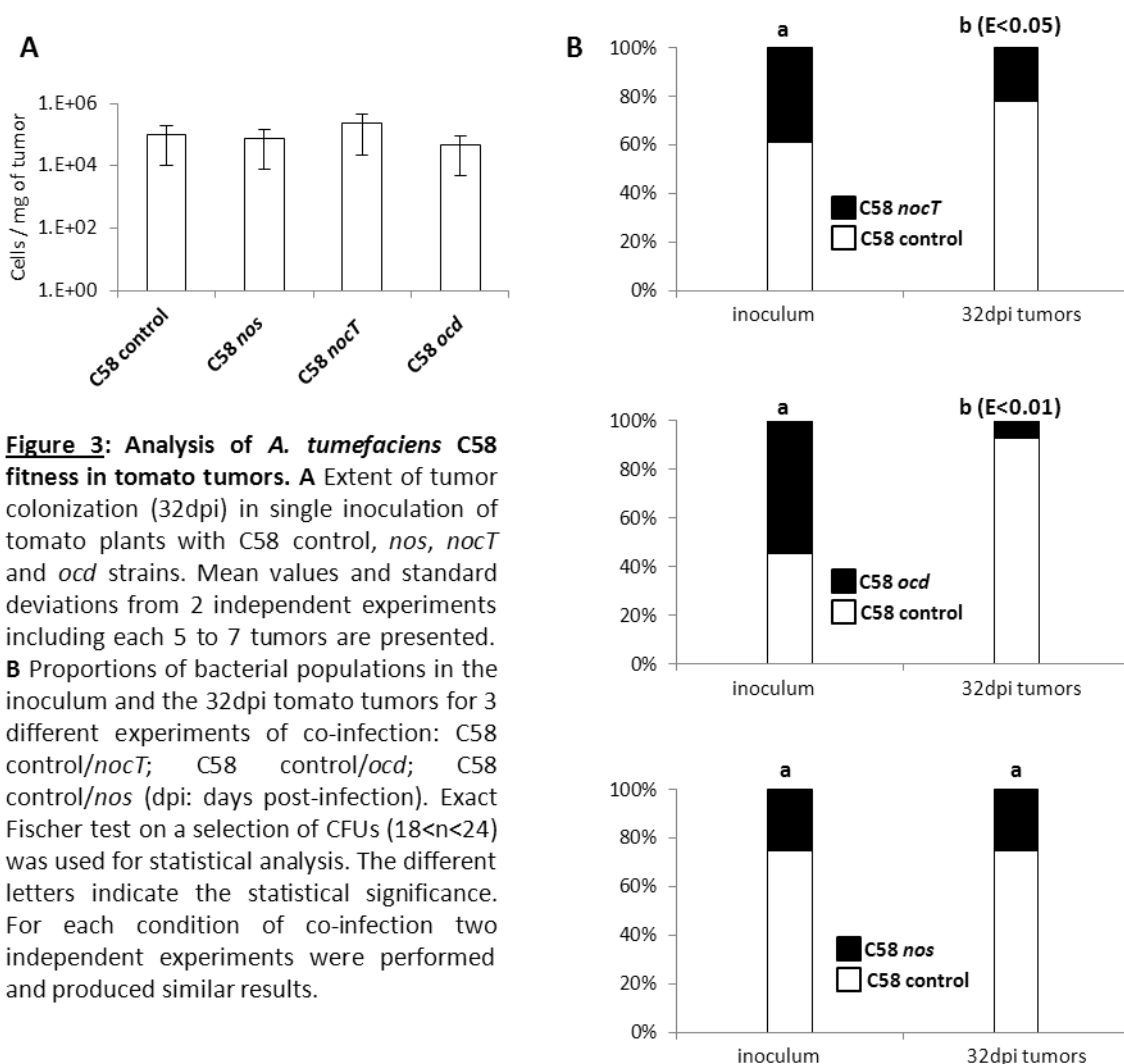 A
1.E+06
1.E+04
1.E+02
1.E+00
Cells / mg of tumor
C58 control
C58 nos
C58 nocT
C58 ocd
Figure 3: Analysis of A. tumefaciens C58
fitness in tomato tumors. A Extent of tumor
colonization (32dpi) in single inoculation of
tomato plants with C58 control, nos, nocT
and ocd strains. Mean values and standard
deviations from 2 independent experiments
including each 5 to 7 tumors are presented.
B Proportions of bacterial populations in the
inoculum and the 32dpi tomato tumors for 3
different experiments of co-infection: C58
control/nocT; C58 control/ocd; C58
control/nos (dpi: days post-infection). Exact
Fischer test on a selection of CFUs (18<n<24)
was used for statistical analysis. The different
letters indicate the statistical significance.
For each condition of co-infection two
independent experiments were performed
and produced similar results.
B
a
b (E<0.05)
100%
80%
60%
40%
20%
0%
C58 nocT
C58 control
inoculum
32dpi tumors
a
b (E<0.01)
100%
80%
60%
40%
20%
0%
C58 ocd
C58 control
inoculum
32dpi tumors
a
a
100%
80%
60%
40%
20%
0%
C58 nos
C58 control
inoculum
32dpi tumors